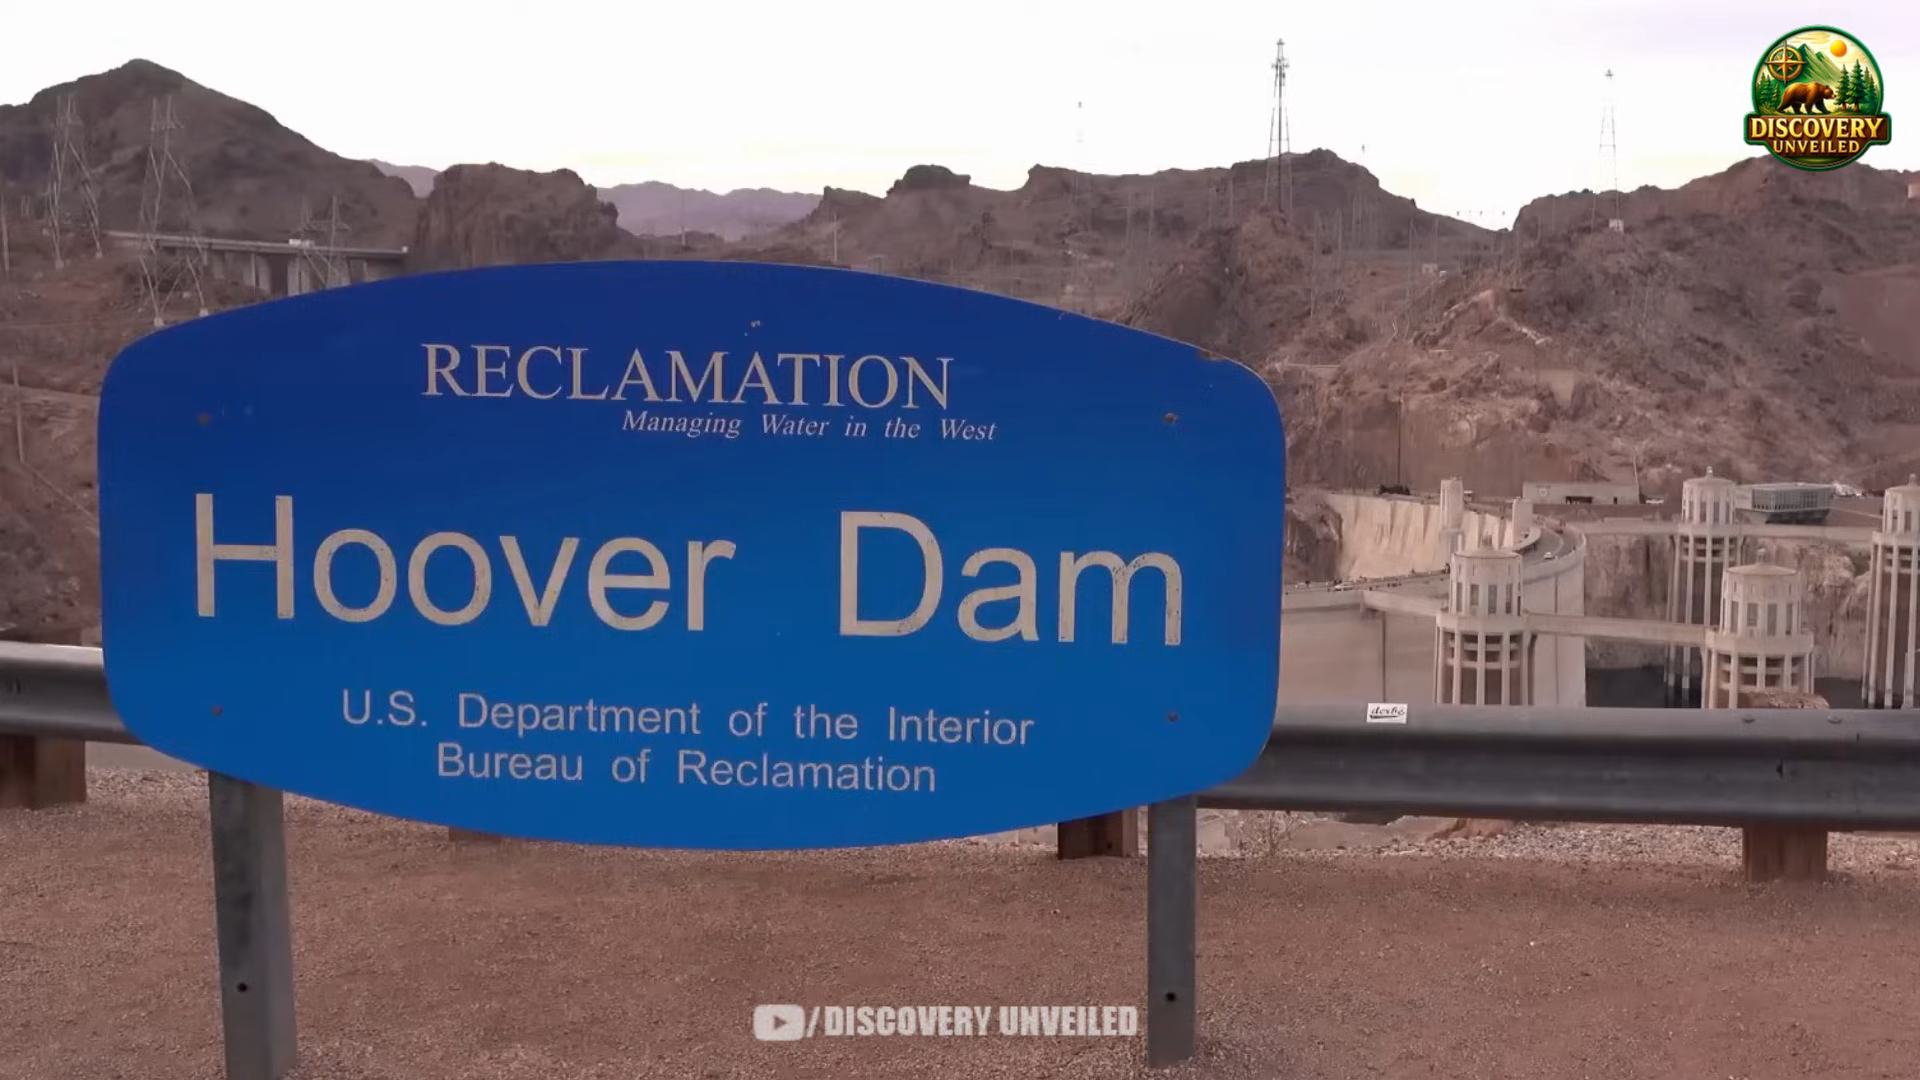 DISCOVERY
UNVEILED
RECLAMATION
Managing Water in the West
Hoover Dam
U.S. Department of the Interior
Bureau of Reclamation
/DISCOVERY UNVEILED